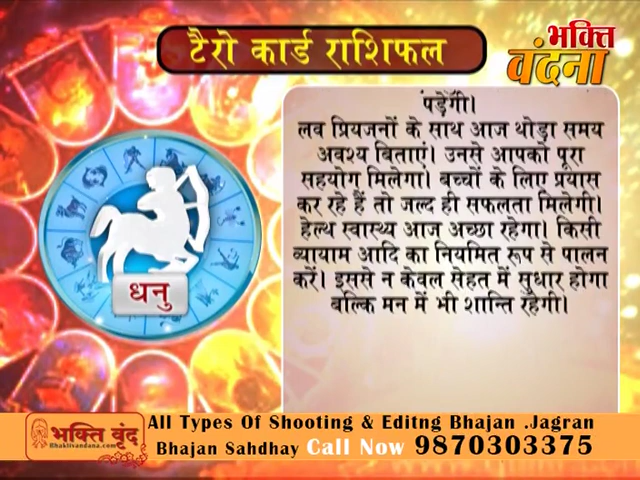 टैरो कार्ड राशिफल
भक्ति
वंदना
पड़ेगी।
लव प्रियजनों के साथ आज थोड़ा समय
अवश्य बिताएं। उनसे आपको पूरा
सहयोग मिलेगा। बच्चों के लिए प्रयास
कर रहे हैं तो जल्द ही सफलता मिलेगी।
हेल्थ स्वास्थ्य आज अच्छा रहेगा। किसी
व्यायाम आदि का नियमित रूप से पालन
करें। इससे न केवल सेहत में सुधार होगा
बल्कि मन में भी शान्ति रहेगी।
धनु
भक्ति वृंद
Bhaktivandana.com
All Types Of Shooting & Editng Bhajan .Jagran
Bhajan Sahdhay Call Now 9870303375